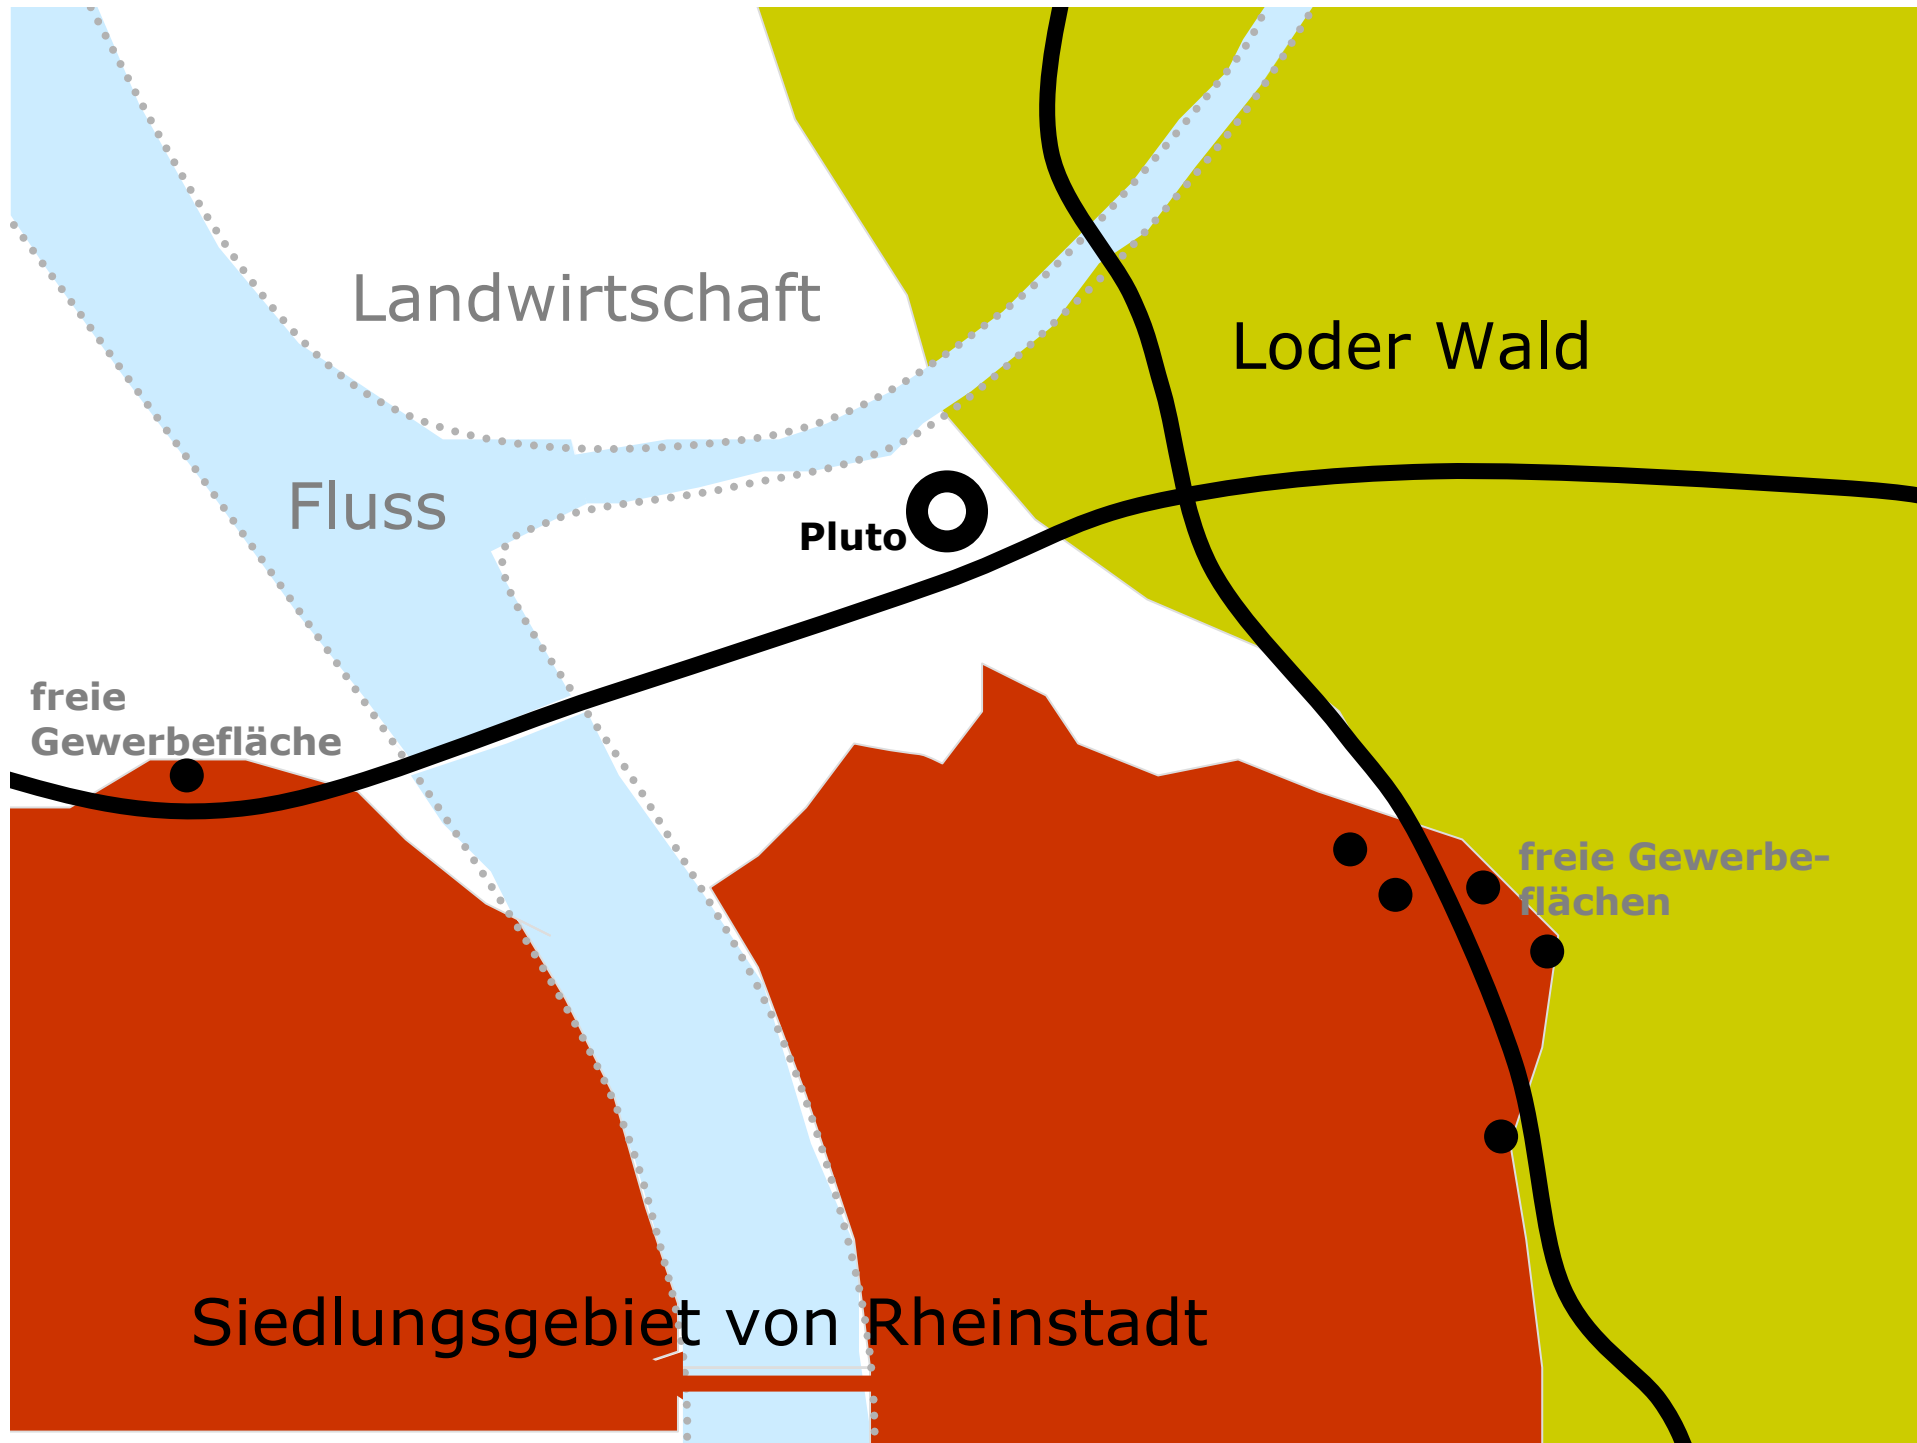 Landwirtschaft
Loder Wald
Fluss
Pluto
freie
Gewerbefläche
freie Gewerbe-
flächen
Siedlungsgebiet von Rheinstadt